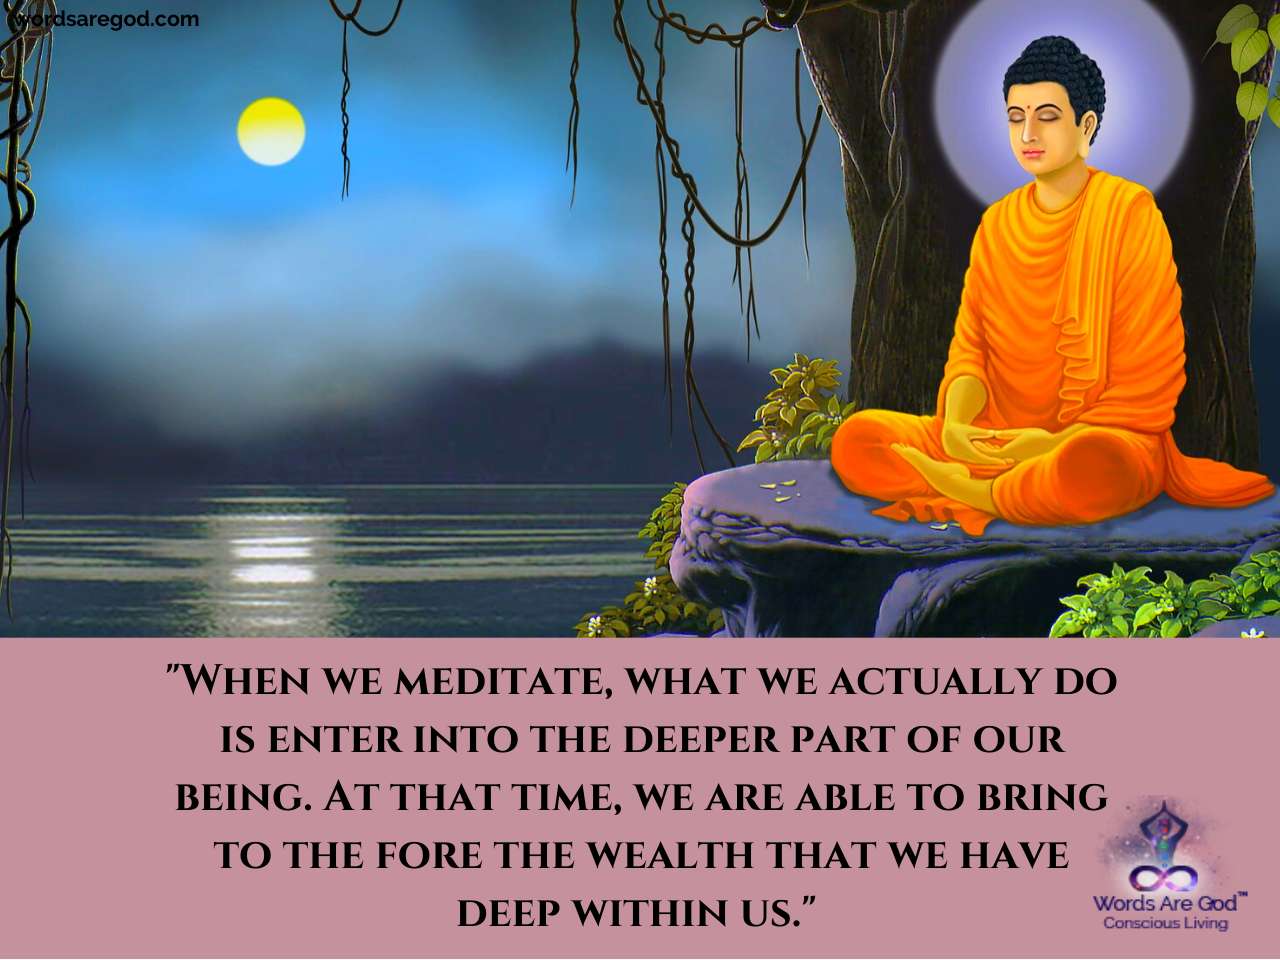 wordsaregod.com
"When we meditate, what we actually do
is enter into the deeper part of our
being. At that time, we are able to bring
to the fore the wealth that we have
deep within us."
Words Are God™
Conscious Living